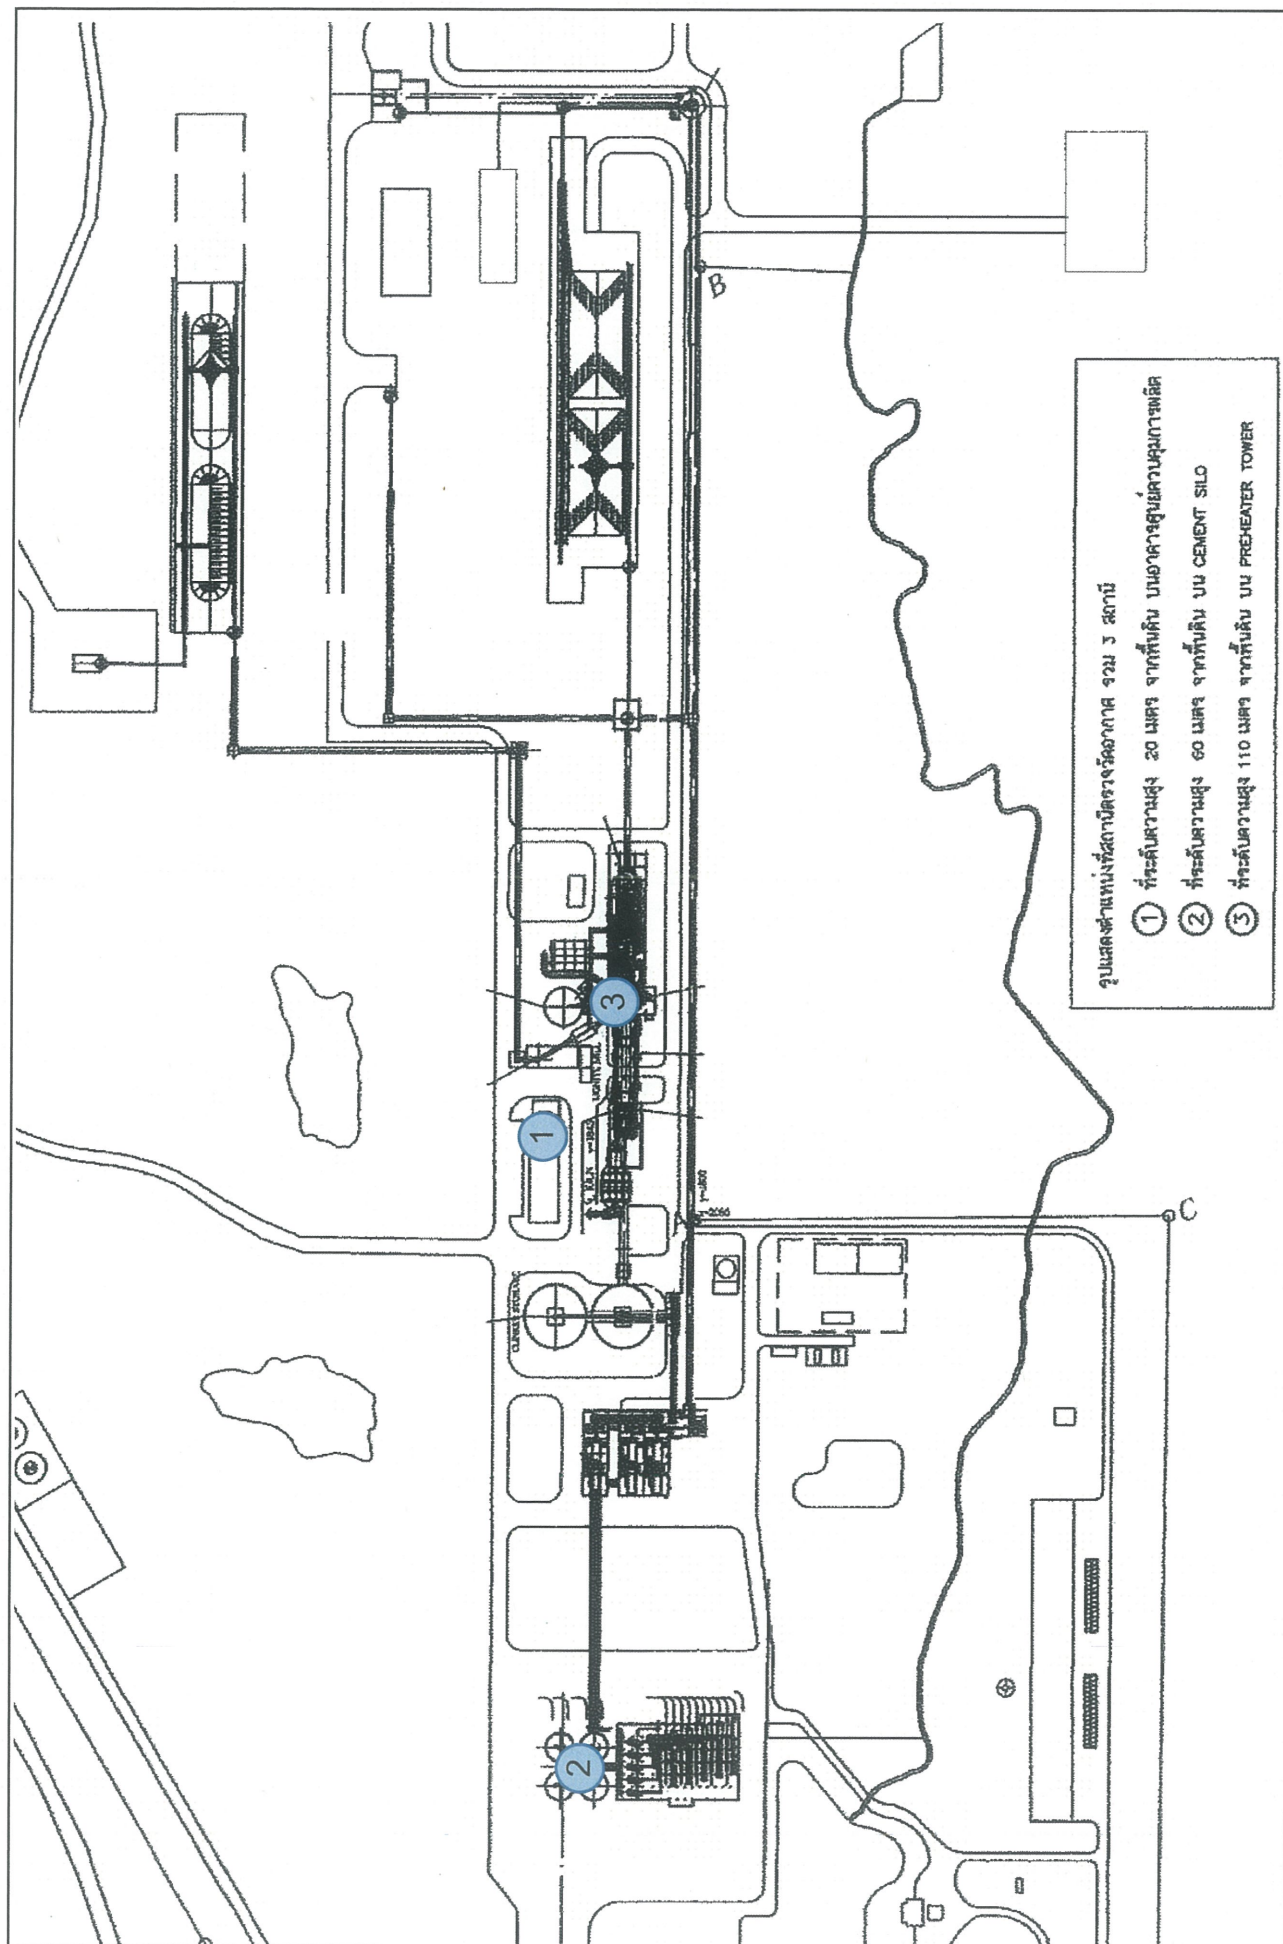 B
3
LIGNITE MILL
1
KILN
C
CLINKER STORAGE
2
รูปแสดงตำแหน่งที่สถานีตรวจวัดอากาศ รวม 3 สถานี
1 ที่ระดับความสูง 20 เมตร จากพื้นดิน บนอาคารศูนย์ควบคุมการผลิต
2 ที่ระดับความสูง 60 เมตร จากพื้นดิน บน CEMENT SILO
3 ที่ระดับความสูง 110 เมตร จากพื้นดิน บน PREHEATER TOWER